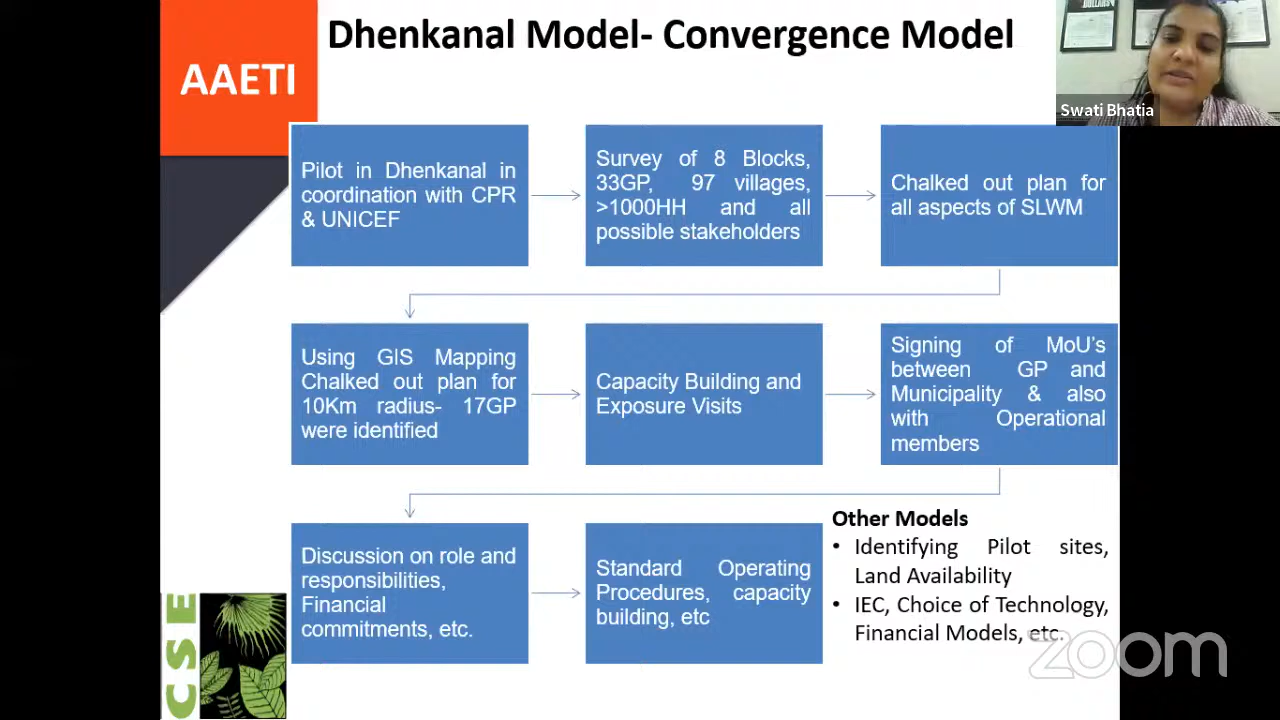 Dhenkanal Model- Convergence Model
AAETI
DOLLARS
Swati Bhatia
Pilot in Dhenkanal in
coordination with CPR
& UNICEF
Survey of 8 Blocks,
33GP, 97 villages,
>1000HH and all
possible stakeholders
Chalked out plan for
all aspects of SLWM
Using GIS Mapping
Chalked out plan for
10Km radius- 17GP
were identified
Capacity Building and
Exposure Visits
Signing of MoU's
between GP and
Municipality & also
with Operational
members
Discussion on role and
responsibilities,
Financial
commitments, etc.
Standard Operating
Procedures, capacity
building, etc
Other Models
• Identifying Pilot sites,
Land Availability
• IEC, Choice of Technology,
Financial Models, etc.
CSE
zoom